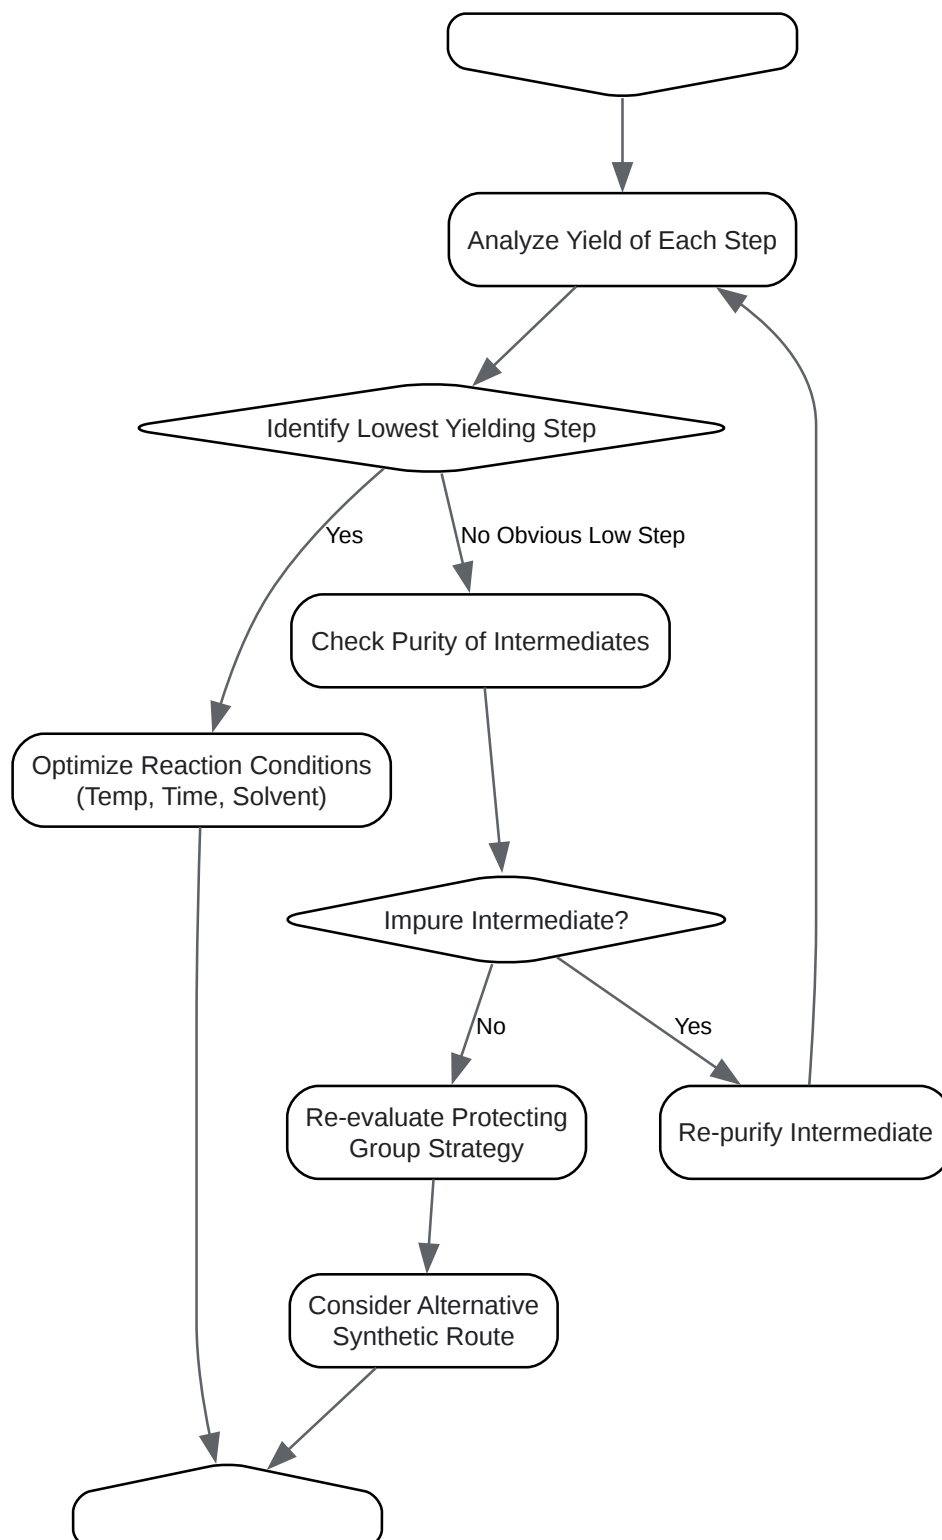 Analyze Yield of Each Step
Identify Lowest Yielding Step
Yes
No Obvious Low Step
Check Purity of Intermediates
Optimize Reaction Conditions
(Temp, Time, Solvent)
Impure Intermediate?
No
Yes
Re-evaluate Protecting
Group Strategy
Re-purify Intermediate
Consider Alternative
Synthetic Route